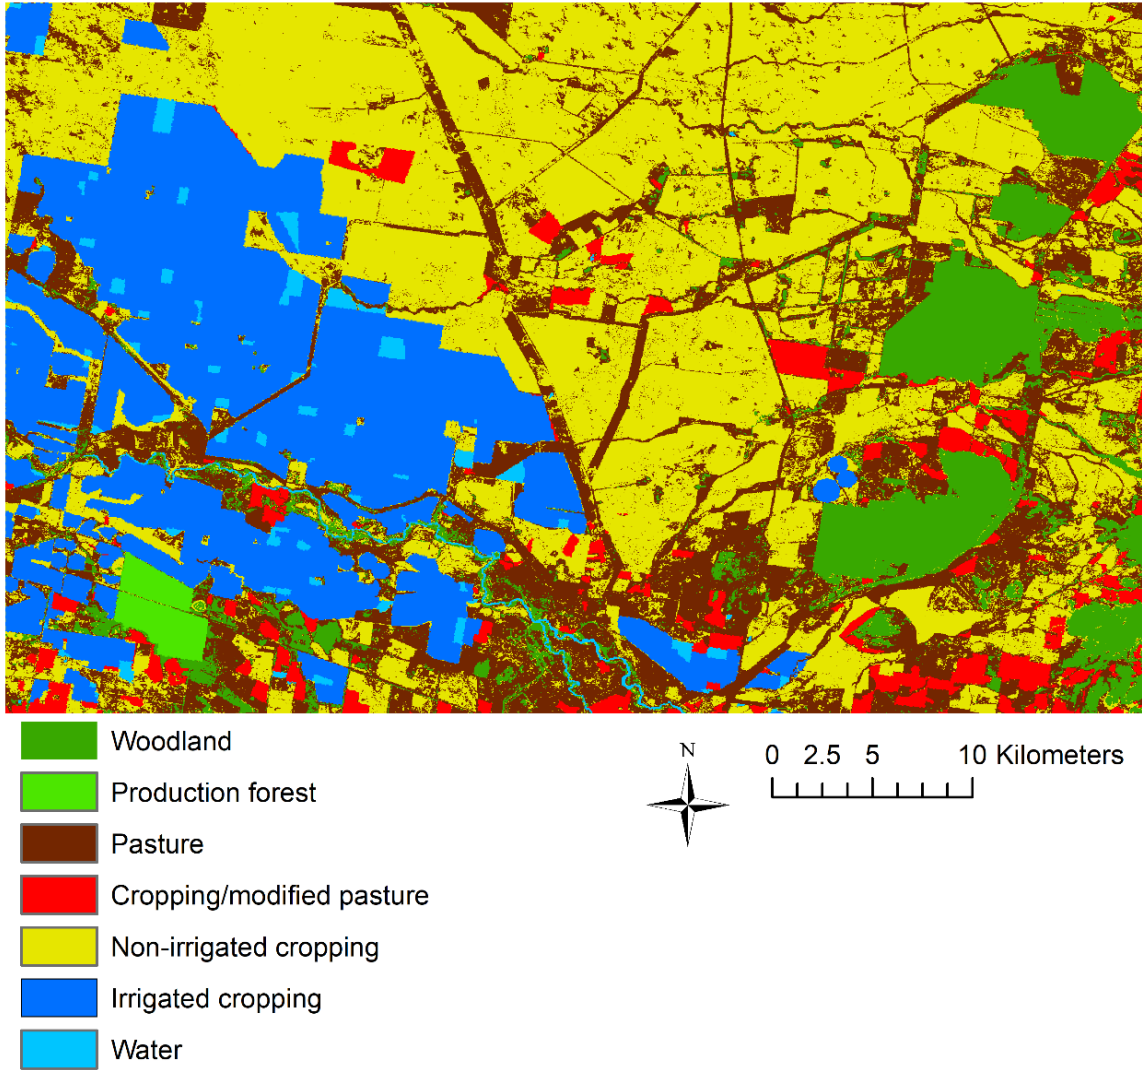 Woodland
Production forest
Pasture
Cropping/modified pasture
Non-irrigated cropping
Irrigated cropping
Water
N
0 2.5 5 10 Kilometers